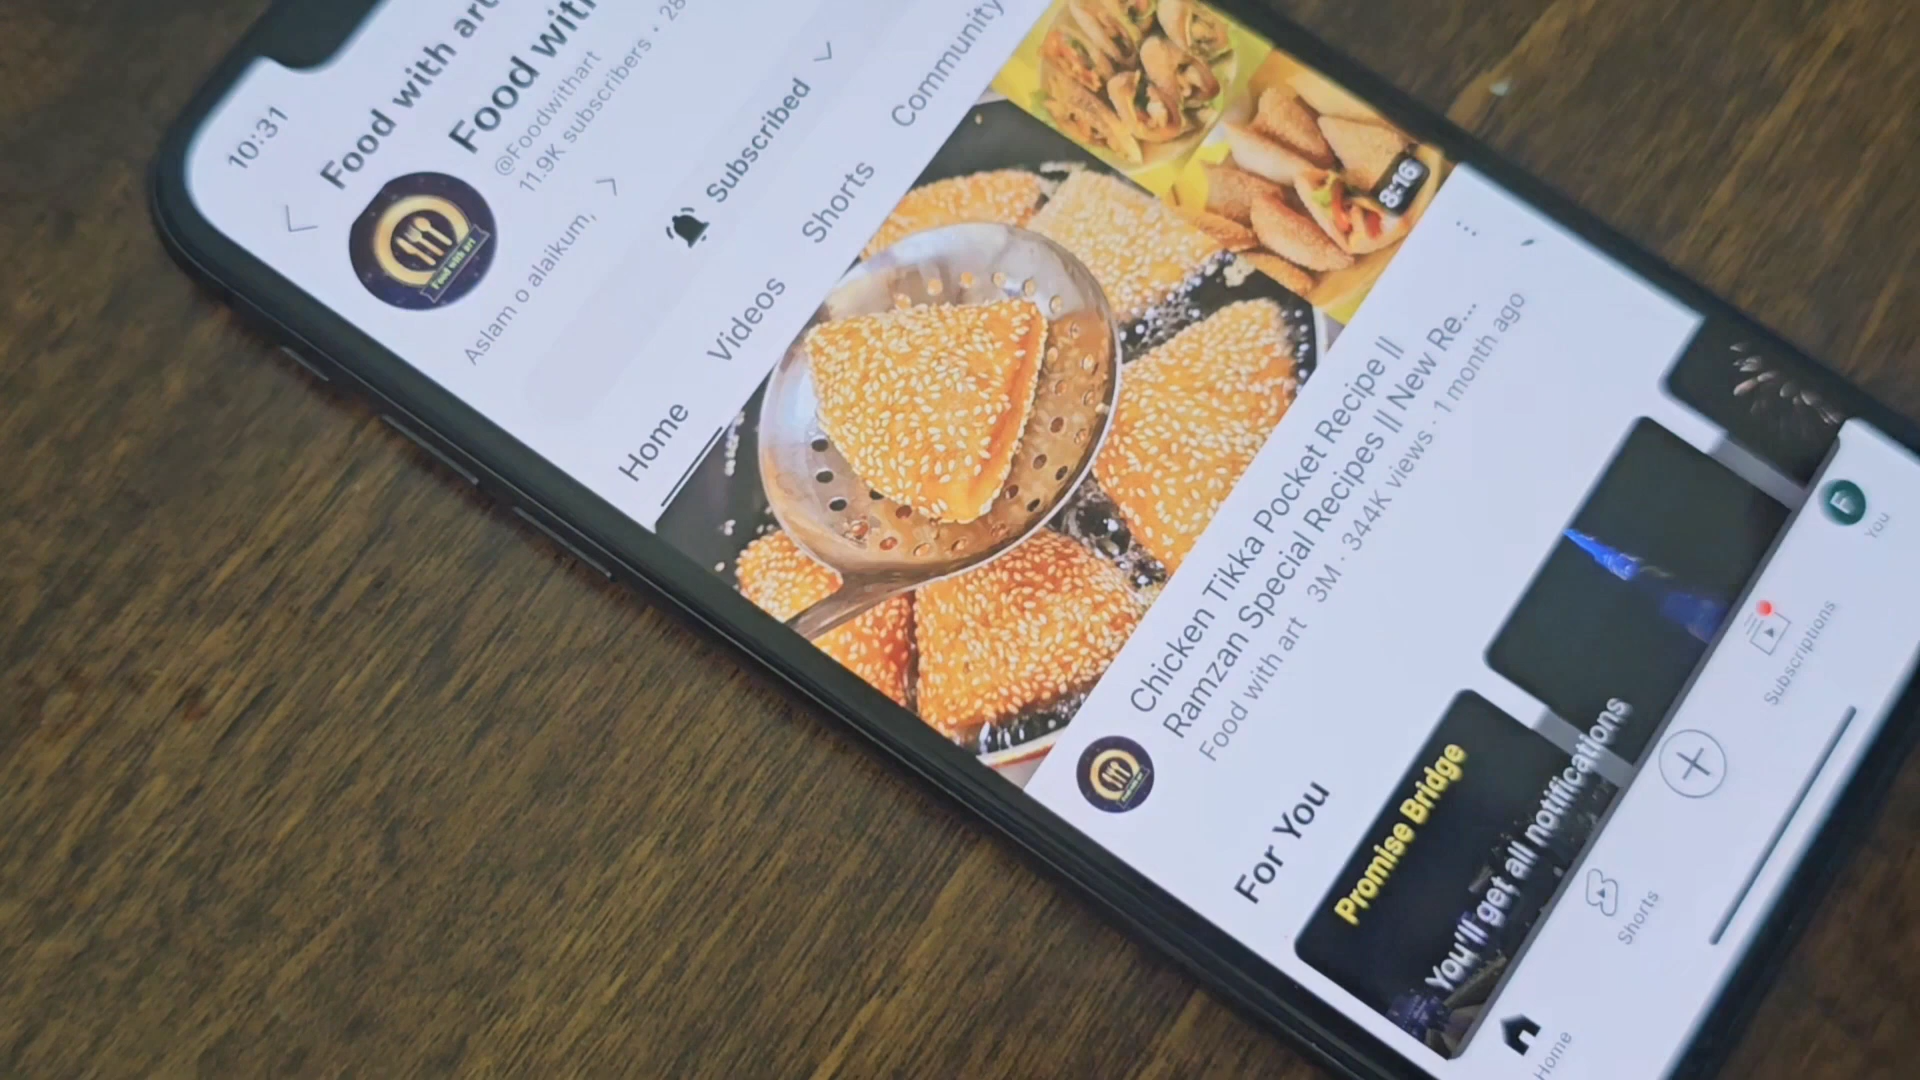 10:31
Food with art
Food with
@Foodwithart
11.9K subscribers · 28
Aslam o alaikum,
Subscribed
Home
Videos
Shorts
Community
8:16
Chicken Tikka Pocket Recipe ||
Ramzan Special Recipes || New Re...
Food with art 3M · 344K views · 1 month ago
For You
Promise Bridge
You'll get all notifications
Home
Shorts
Subscriptions
You